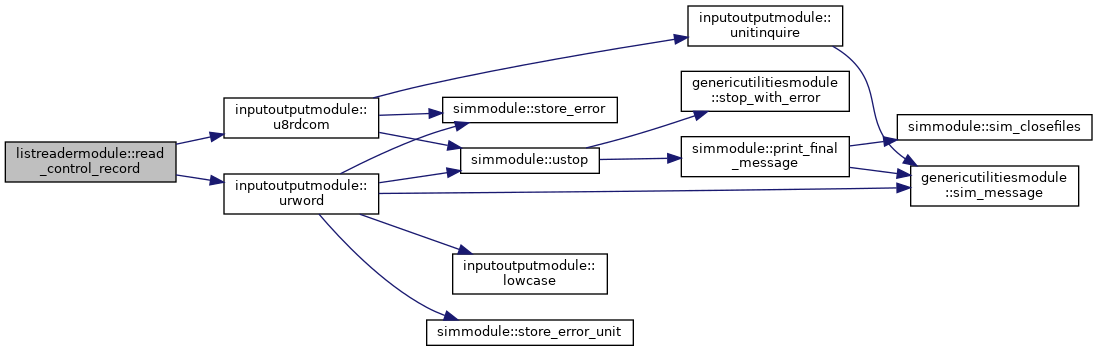 listreadermodule::read
_control_record
inputoutputmodule::
u8rdcom
inputoutputmodule::
urword
simmodule::store_error
simmodule::ustop
inputoutputmodule::
lowcase
simmodule::store_error_unit
inputoutputmodule::
unitinquire
genericutilitiesmodule
::stop_with_error
simmodule::print_final
_message
simmodule::sim_closefiles
genericutilitiesmodule
::sim_message